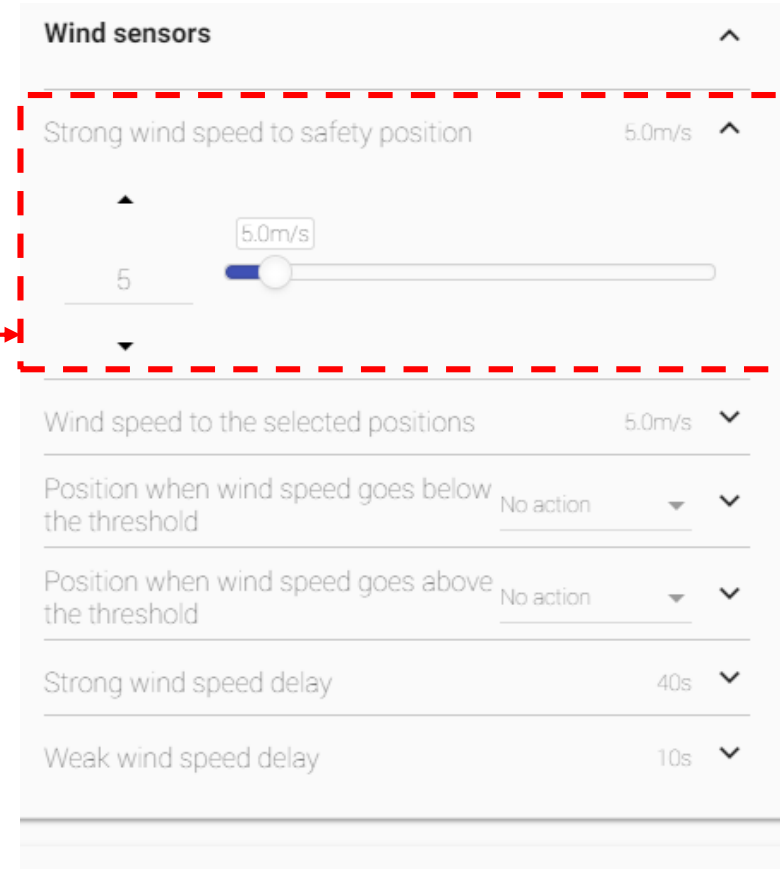 Wind sensors
Strong wind speed to safety position 5.0m/s
5.0m/s
5
Wind speed to the selected positions 5.0m/s
Position when wind speed goes below
the threshold
No action
Position when wind speed goes above
the threshold
No action
Strong wind speed delay 40s
Weak wind speed delay 10s